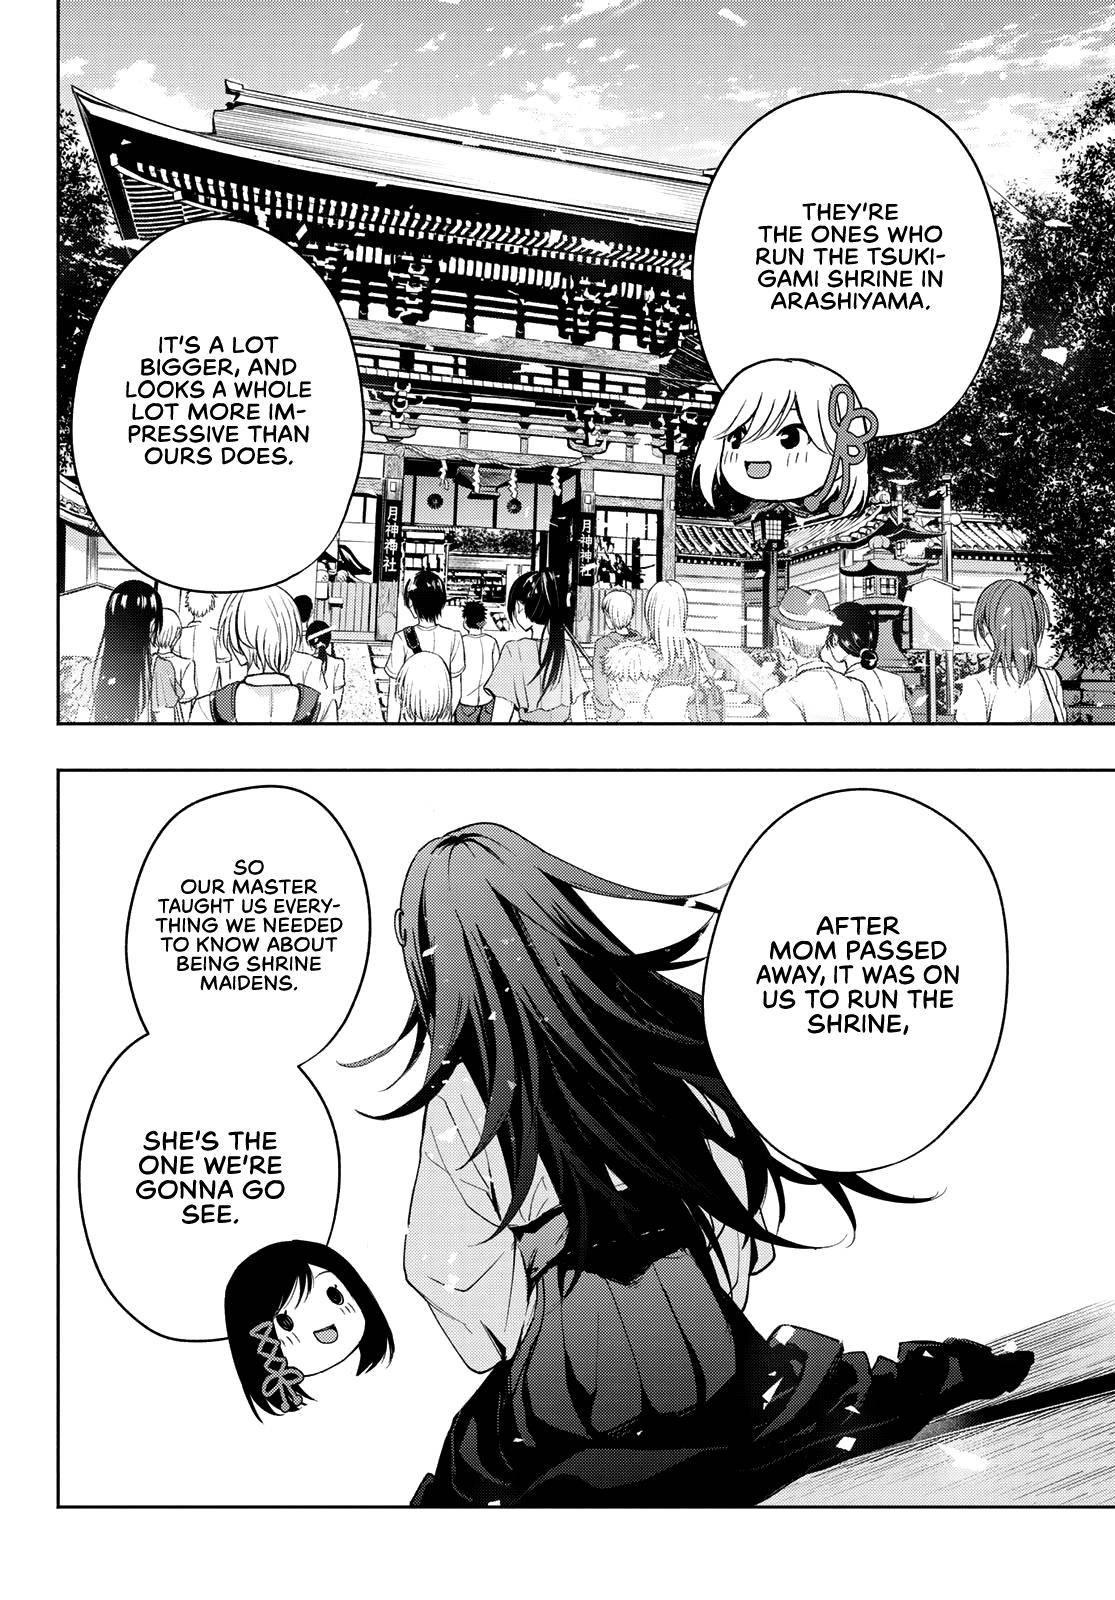 THEY'RE
THE ONES WHO
RUN THE TSUKI-
GAMI SHRINE IN
ARASHIYAMA.
IT'S A LOT
BIGGER, AND
LOOKS A WHOLE
LOT MORE IM-
PRESSIVE THAN
OURS DOES.
月神神社
月神神社
AFTER
MOM PASSED
AWAY, IT WAS ON
US TO RUN THE
SHRINE,
SO
OUR MASTER
TAUGHT US EVERY-
THING WE NEEDED
TO KNOW ABOUT
BEING SHRINE
MAIDENS.
SHE'S THE
ONE WE'RE
GONNA GO
SEE.